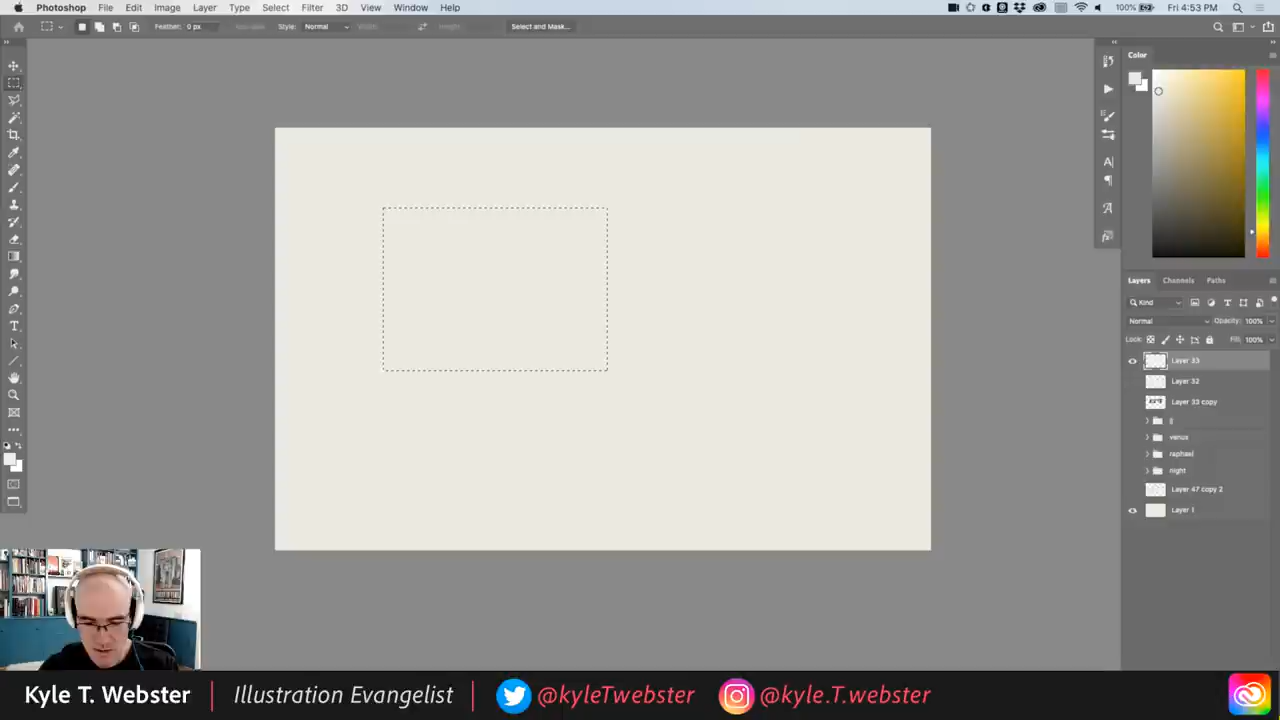 Photoshop File Edit Image Layer Type Select Filter 3D View Window Help 100% Fri 4:53 PM
Feather: 0 px Style: Normal Select and Mask...
Color
Layers Channels Paths
Kind
Normal Opacity: 100%
Lock: Fill: 100%
Layer 33
Layer 32
Layer 33 copy
venus
raphael
night
Layer 47 copy 2
Layer 1
Kyle T. Webster | Illustration Evangelist | @kyleTwebster @kyle.T.webster